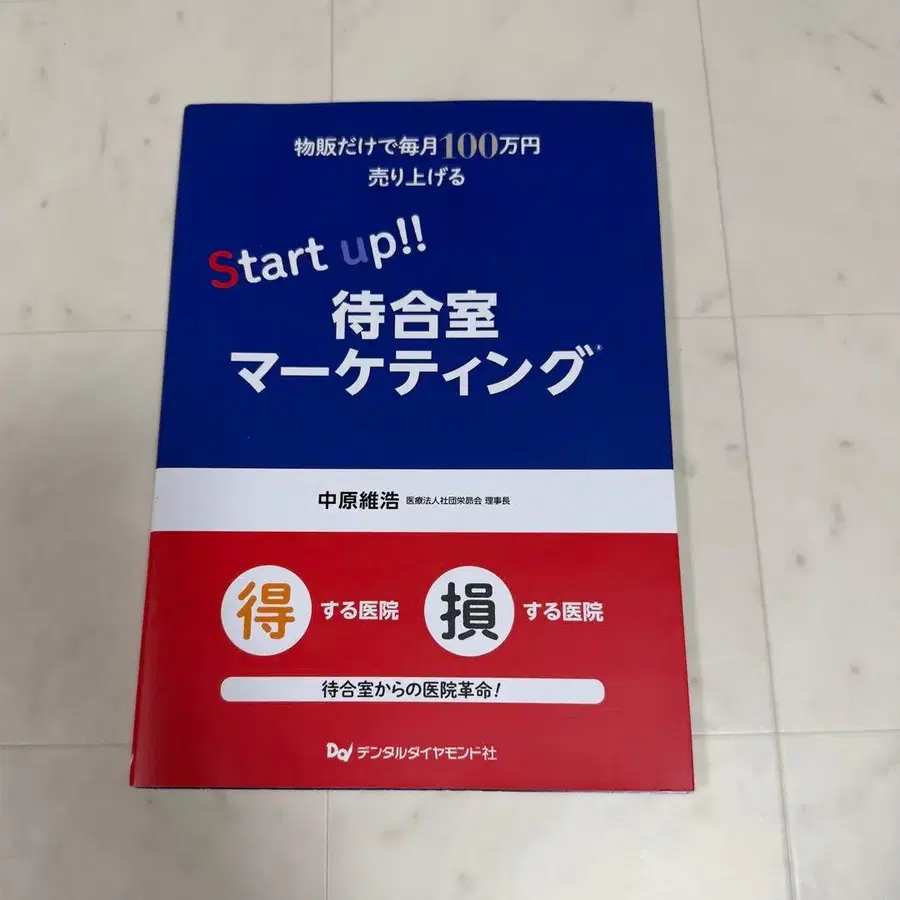 物販だけで毎月100万円
売り上げる
Start up!!
待合室
マーケティング®
中原維浩 医療法人社団栄昴会 理事長
得する医院 損する医院
待合室からの医院革命!
DD デンタルダイヤモンド社